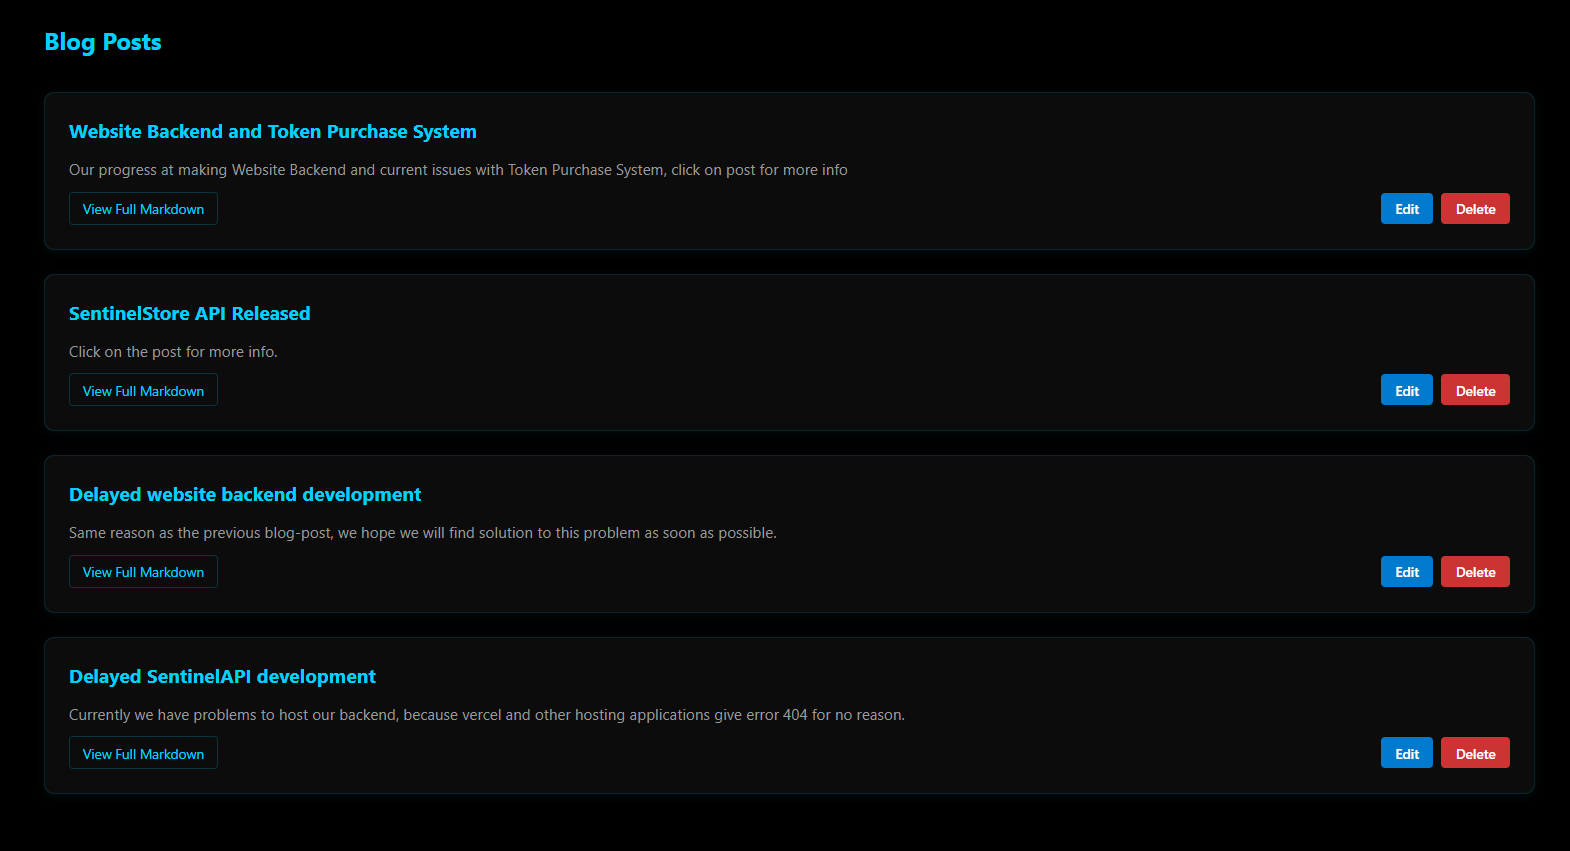 Blog Posts
Website Backend and Token Purchase System
Our progress at making Website Backend and current issues with Token Purchase System, click on post for more info
View Full Markdown
Edit
Delete
SentinelStore API Released
Click on the post for more info.
View Full Markdown
Edit
Delete
Delayed website backend development
Same reason as the previous blog-post, we hope we will find solution to this problem as soon as possible.
View Full Markdown
Edit
Delete
Delayed SentinelAPI development
Currently we have problems to host our backend, because vercel and other hosting applications give error 404 for no reason.
View Full Markdown
Edit
Delete